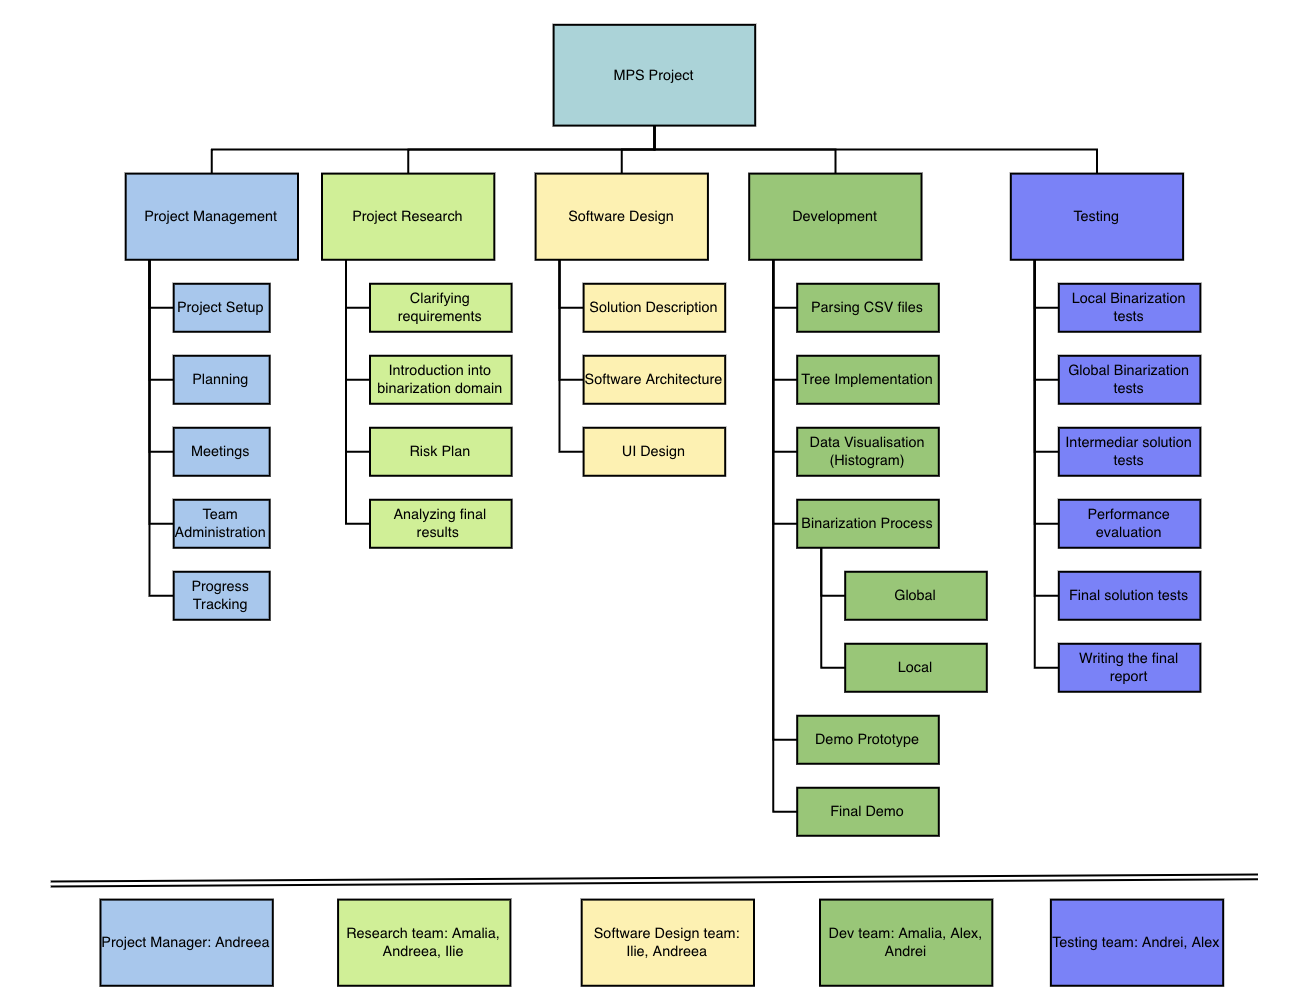 MPS Project
Project Management
Project Research
Software Design
Development
Testing
Project Setup
Planning
Meetings
Team
Administration
Progress
Tracking
Clarifying
requirements
Introduction into
binarization domain
Risk Plan
Analyzing final
results
Solution Description
Software Architecture
UI Design
Parsing CSV files
Tree Implementation
Data Visualisation
(Histogram)
Binarization Process
Global
Local
Demo Prototype
Final Demo
Local Binarization
tests
Global Binarization
tests
Intermediar solution
tests
Performance
evaluation
Final solution tests
Writing the final
report
Project Manager: Andreea
Research team: Amalia,
Andreea, Ilie
Software Design team:
Ilie, Andreea
Dev team: Amalia, Alex,
Andrei
Testing team: Andrei, Alex